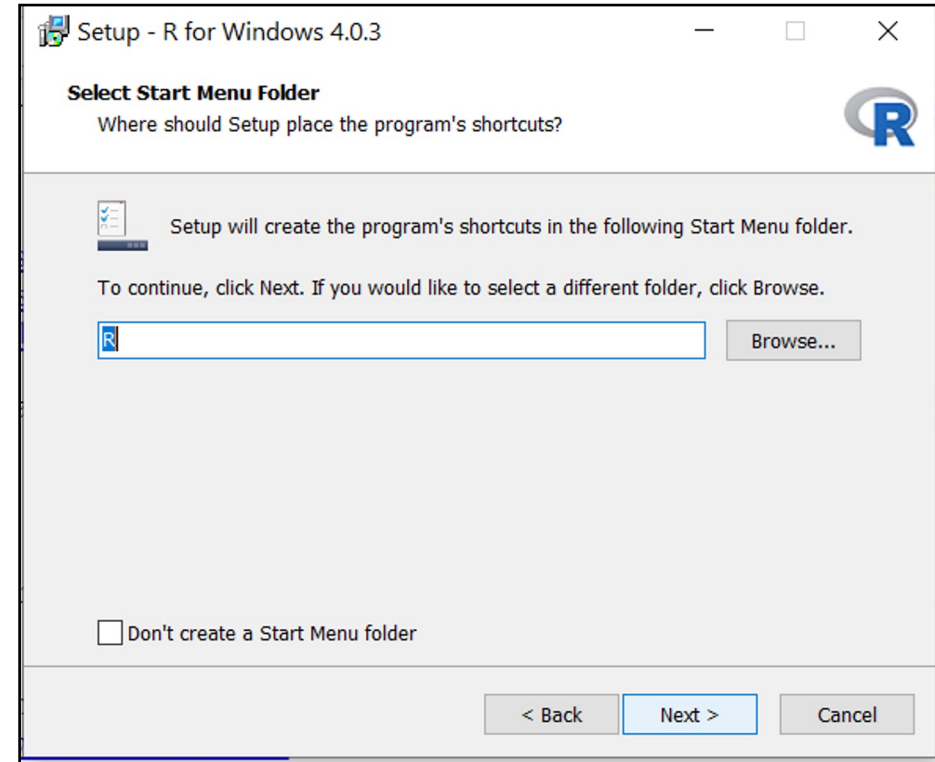 Setup - R for Windows 4.0.3
Select Start Menu Folder
Where should Setup place the program's shortcuts?
R
Setup will create the program's shortcuts in the following Start Menu folder.
To continue, click Next. If you would like to select a different folder, click Browse.
R
Browse...
Don't create a Start Menu folder
< Back
Next >
Cancel